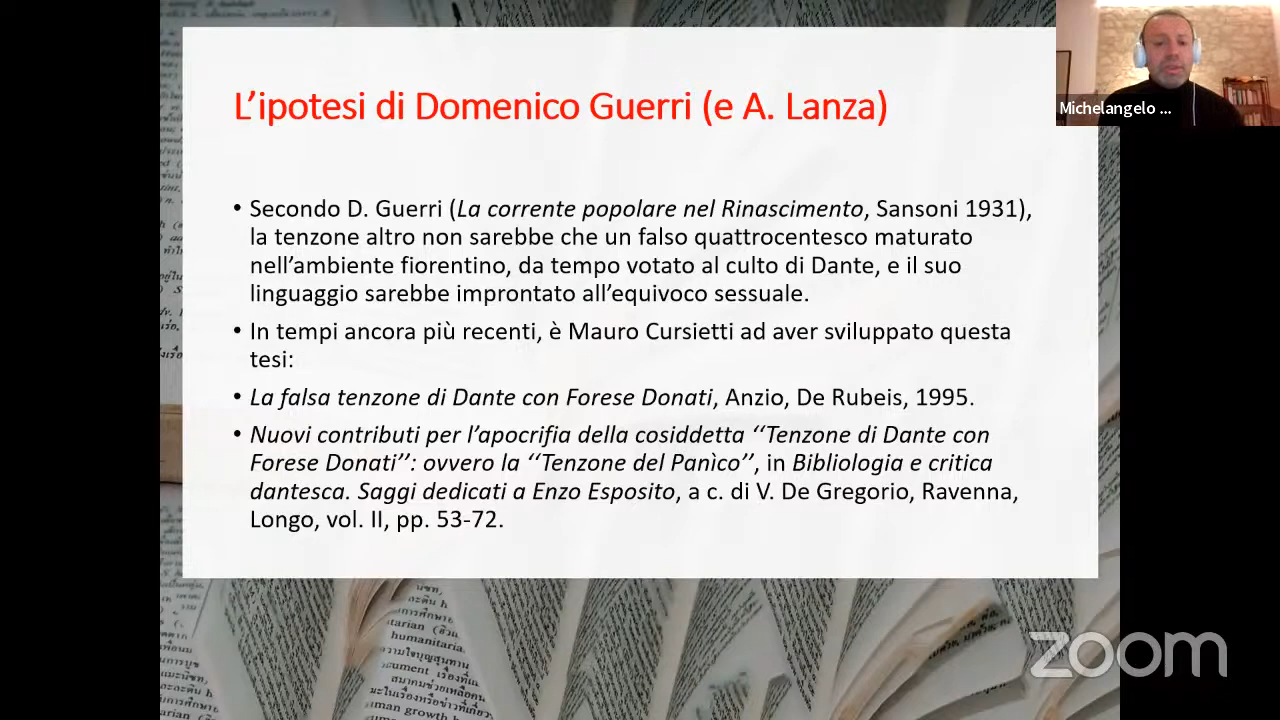 L’ipotesi di Domenico Guerri (e A. Lanza)
• Secondo D. Guerri (La corrente popolare nel Rinascimento, Sansoni 1931),
la tenzone altro non sarebbe che un falso quattrocentesco maturato
nell’ambiente fiorentino, da tempo votato al culto di Dante, e il suo
linguaggio sarebbe improntato all’equivoco sessuale.
• In tempi ancora più recenti, è Mauro Cursietti ad aver sviluppato questa
tesi:
• La falsa tenzone di Dante con Forese Donati, Anzio, De Rubeis, 1995.
• Nuovi contributi per l’apocrifia della cosiddetta ‘‘Tenzone di Dante con
Forese Donati’’: ovvero la ‘‘Tenzone del Panìco’’, in Bibliologia e critica
dantesca. Saggi dedicati a Enzo Esposito, a c. di V. De Gregorio, Ravenna,
Longo, vol. II, pp. 53-72.
Michelangelo ...
zoom